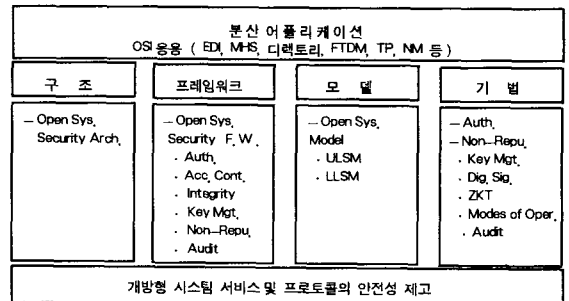 분산 어플리케이션
OSI 응용 ( EDI, MHS, 디렉토리, FTDM, TP, NM 등 )
구 조
프레임워크
모 델
기 법
— Open Sys.
Security Arch.
— Open Sys.
Security F. W.
· Auth.
· Acc. Cont.
· Integrity
· Key Mgt.
· Non—Repu.
· Audit
— Open Sys.
Model
· ULSM
· LLSM
— Auth.
— Non—Repu.
· Key Mgt.
· Dig. Sig.
· ZKT
· Modes of Oper.
· Audit
개방형 시스팀 서비스 및 프로토콜의 안전성 제고